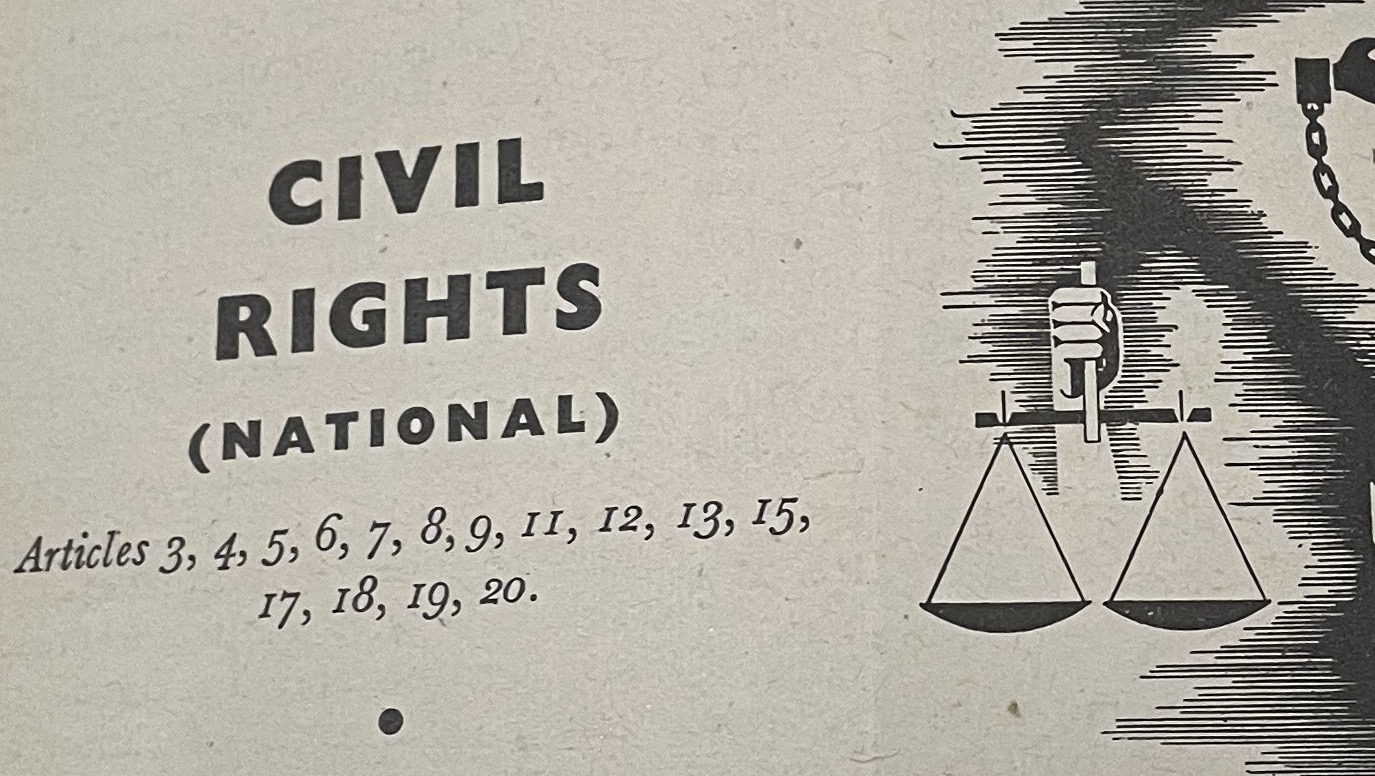 CIVIL
RIGHTS
(NATIONAL)
Articles 3, 4, 5, 6, 7, 8, 9, 11, 12, 13, 15,
17, 18, 19, 20.